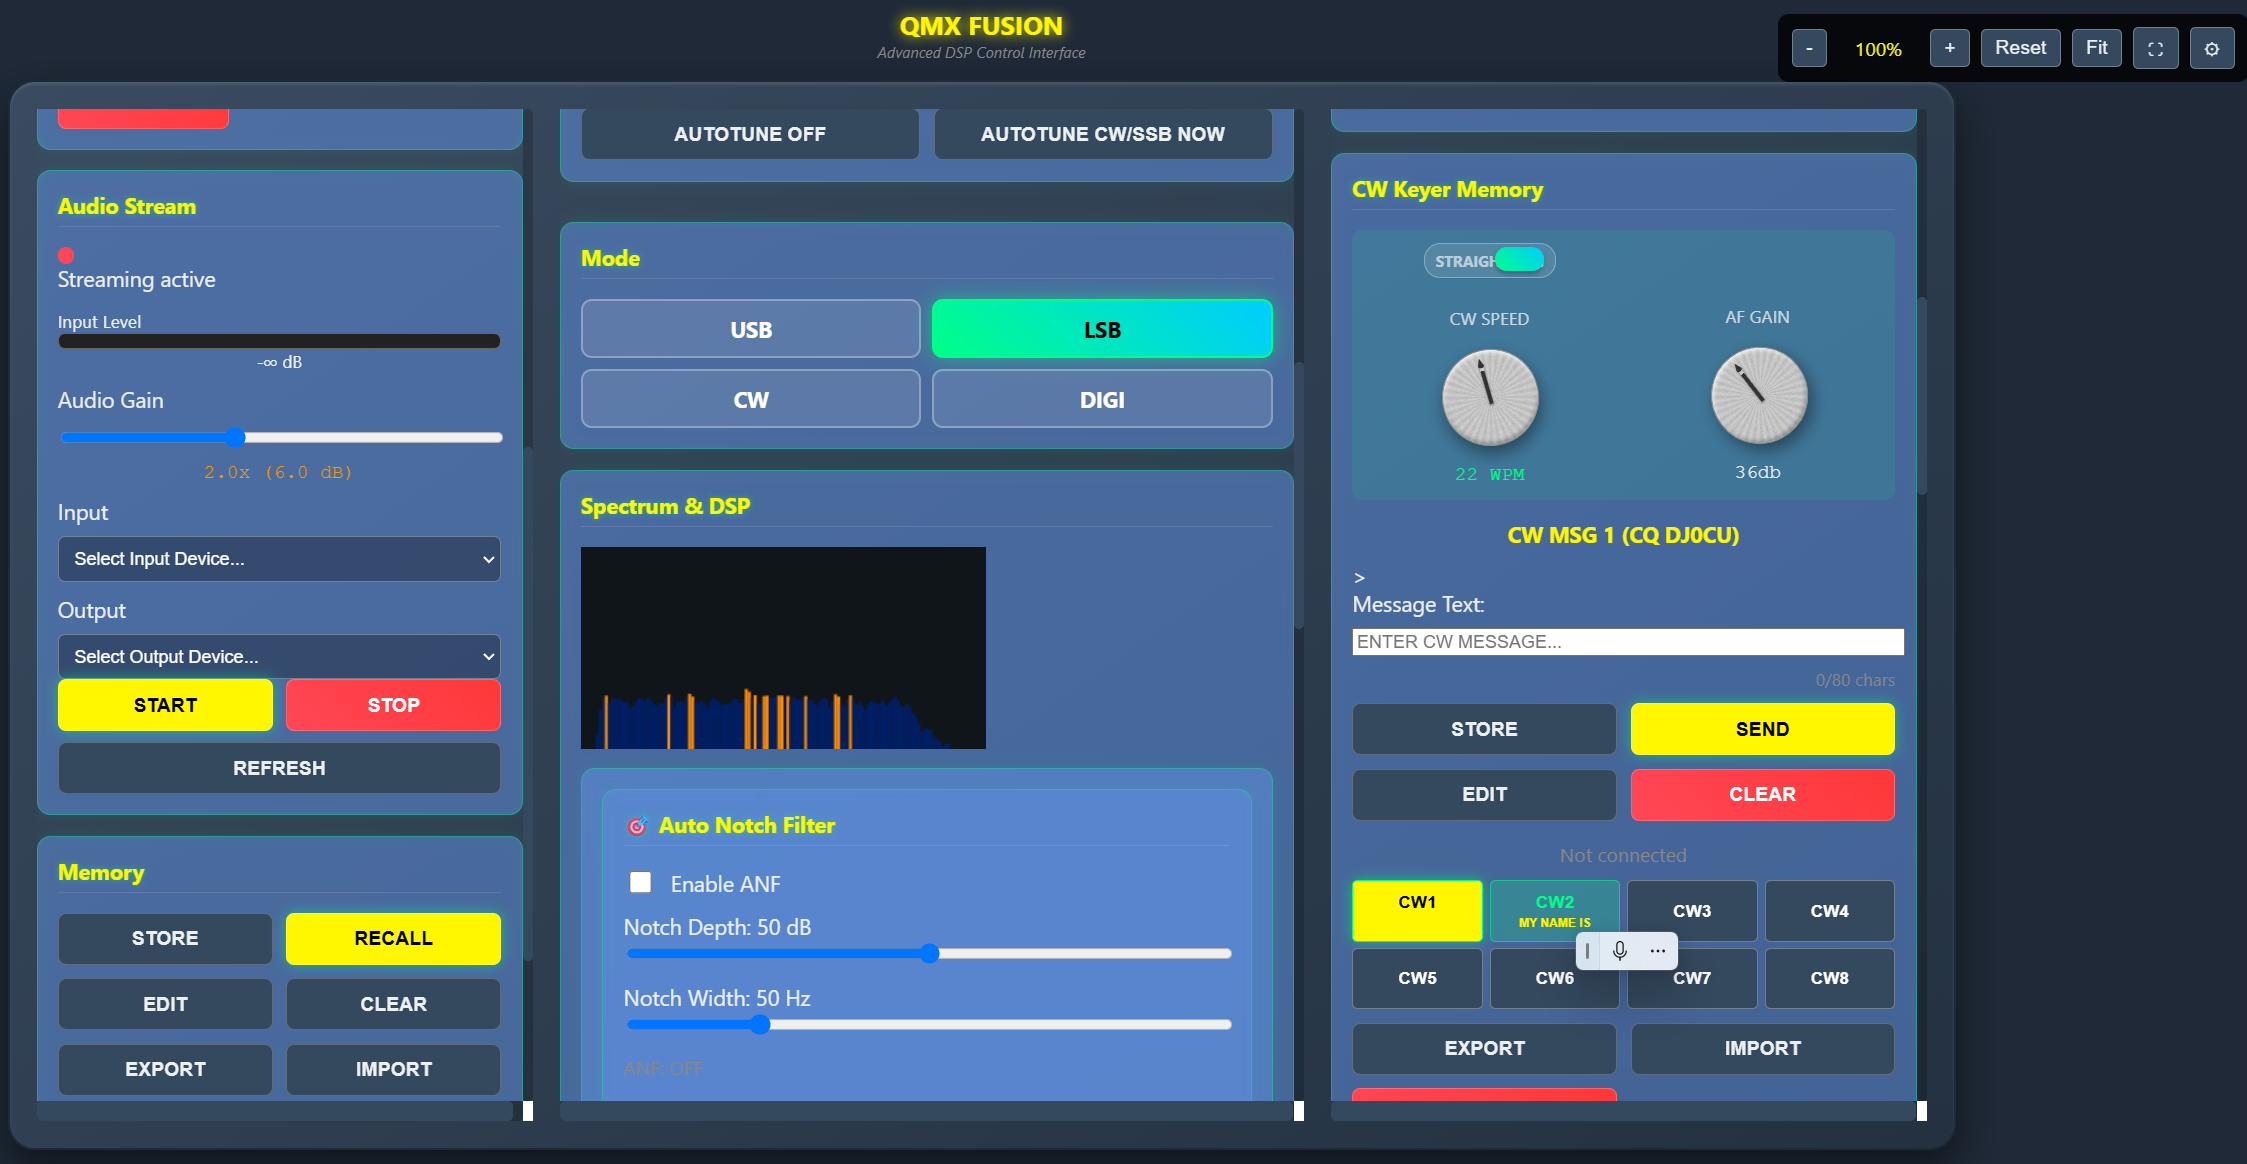 QMX FUSION
Advanced DSP Control Interface
-
100%
+
Reset
Fit
Audio Stream
Streaming active
Input Level
-∞ dB
Audio Gain
2.0x (6.0 dB)
Input
Select Input Device...
Output
Select Output Device...
START
STOP
REFRESH
Memory
STORE
RECALL
EDIT
CLEAR
EXPORT
IMPORT
AUTOTUNE OFF
AUTOTUNE CW/SSB NOW
Mode
USB
LSB
CW
DIGI
Spectrum & DSP
Auto Notch Filter
Enable ANF
Notch Depth: 50 dB
Notch Width: 50 Hz
ANF: OFF
CW Keyer Memory
CW SPEED
AF GAIN
22 WPM
36db
CW MSG 1 (CQ DJ0CU)
>
Message Text:
ENTER CW MESSAGE...
0/80 chars
STORE
SEND
EDIT
CLEAR
Not connected
CW1
CW2
MY NAME IS
CW3
CW4
CW5
CW6
CW7
CW8
EXPORT
IMPORT